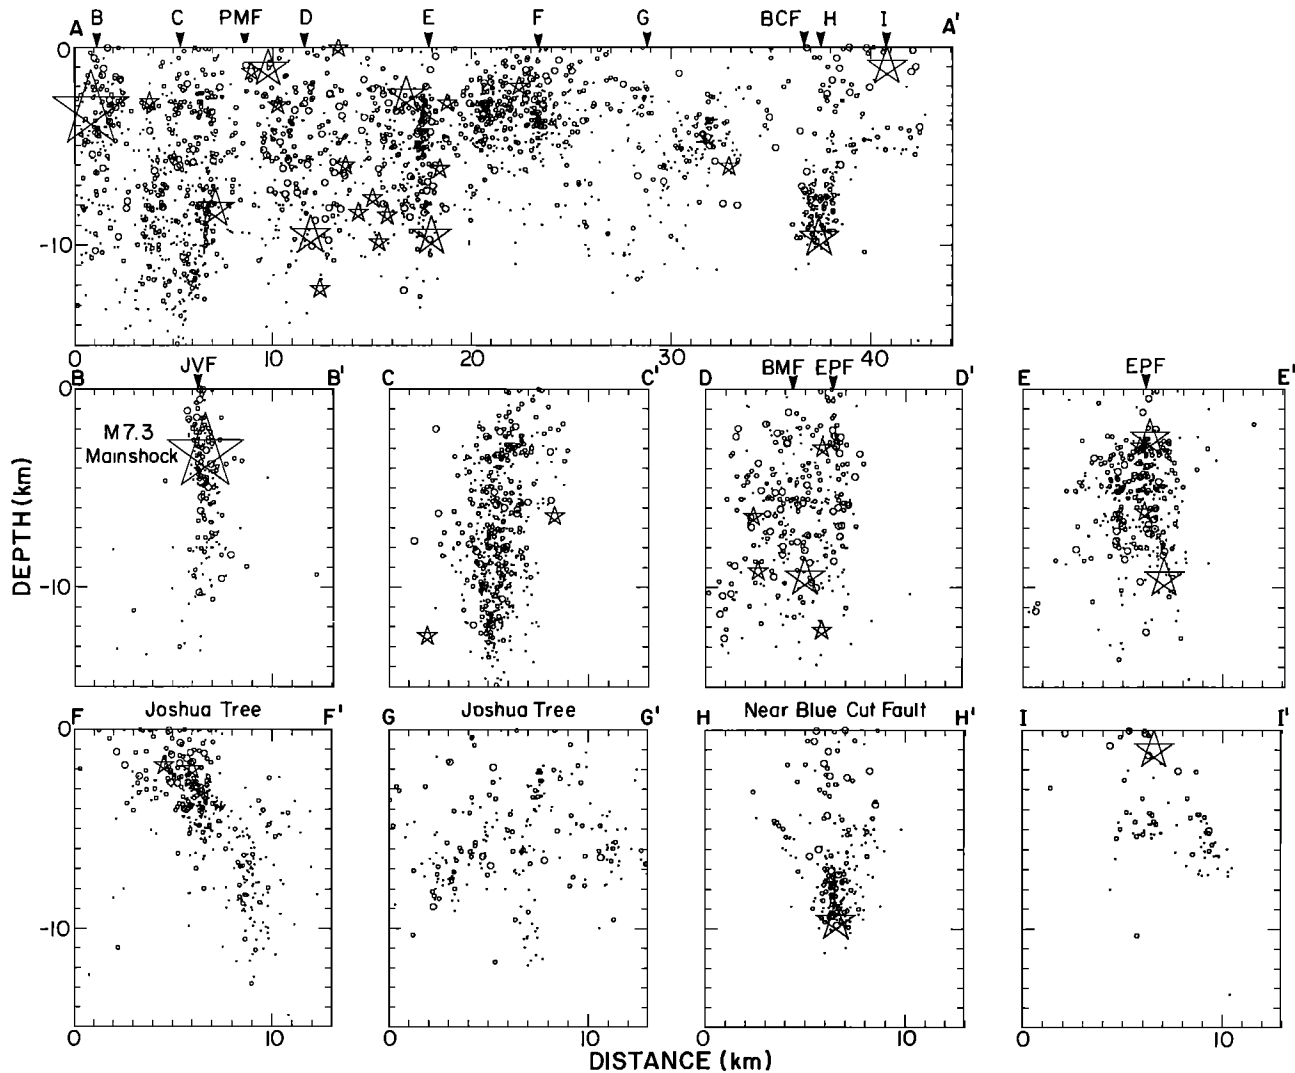 A B C PMF D E F G BCF H I A'
0
-10
0 10 20 30 40
JVF
B B'
M7.3
Mainshock
0
-10
C C'
BMF EPF
D D'
EPF
E E'
DEPTH (km)
F Joshua Tree F'
G Joshua Tree G'
H Near Blue Cut Fault H'
I I'
0
-10
0 10
0 10
0 10
0 10
DISTANCE (km)